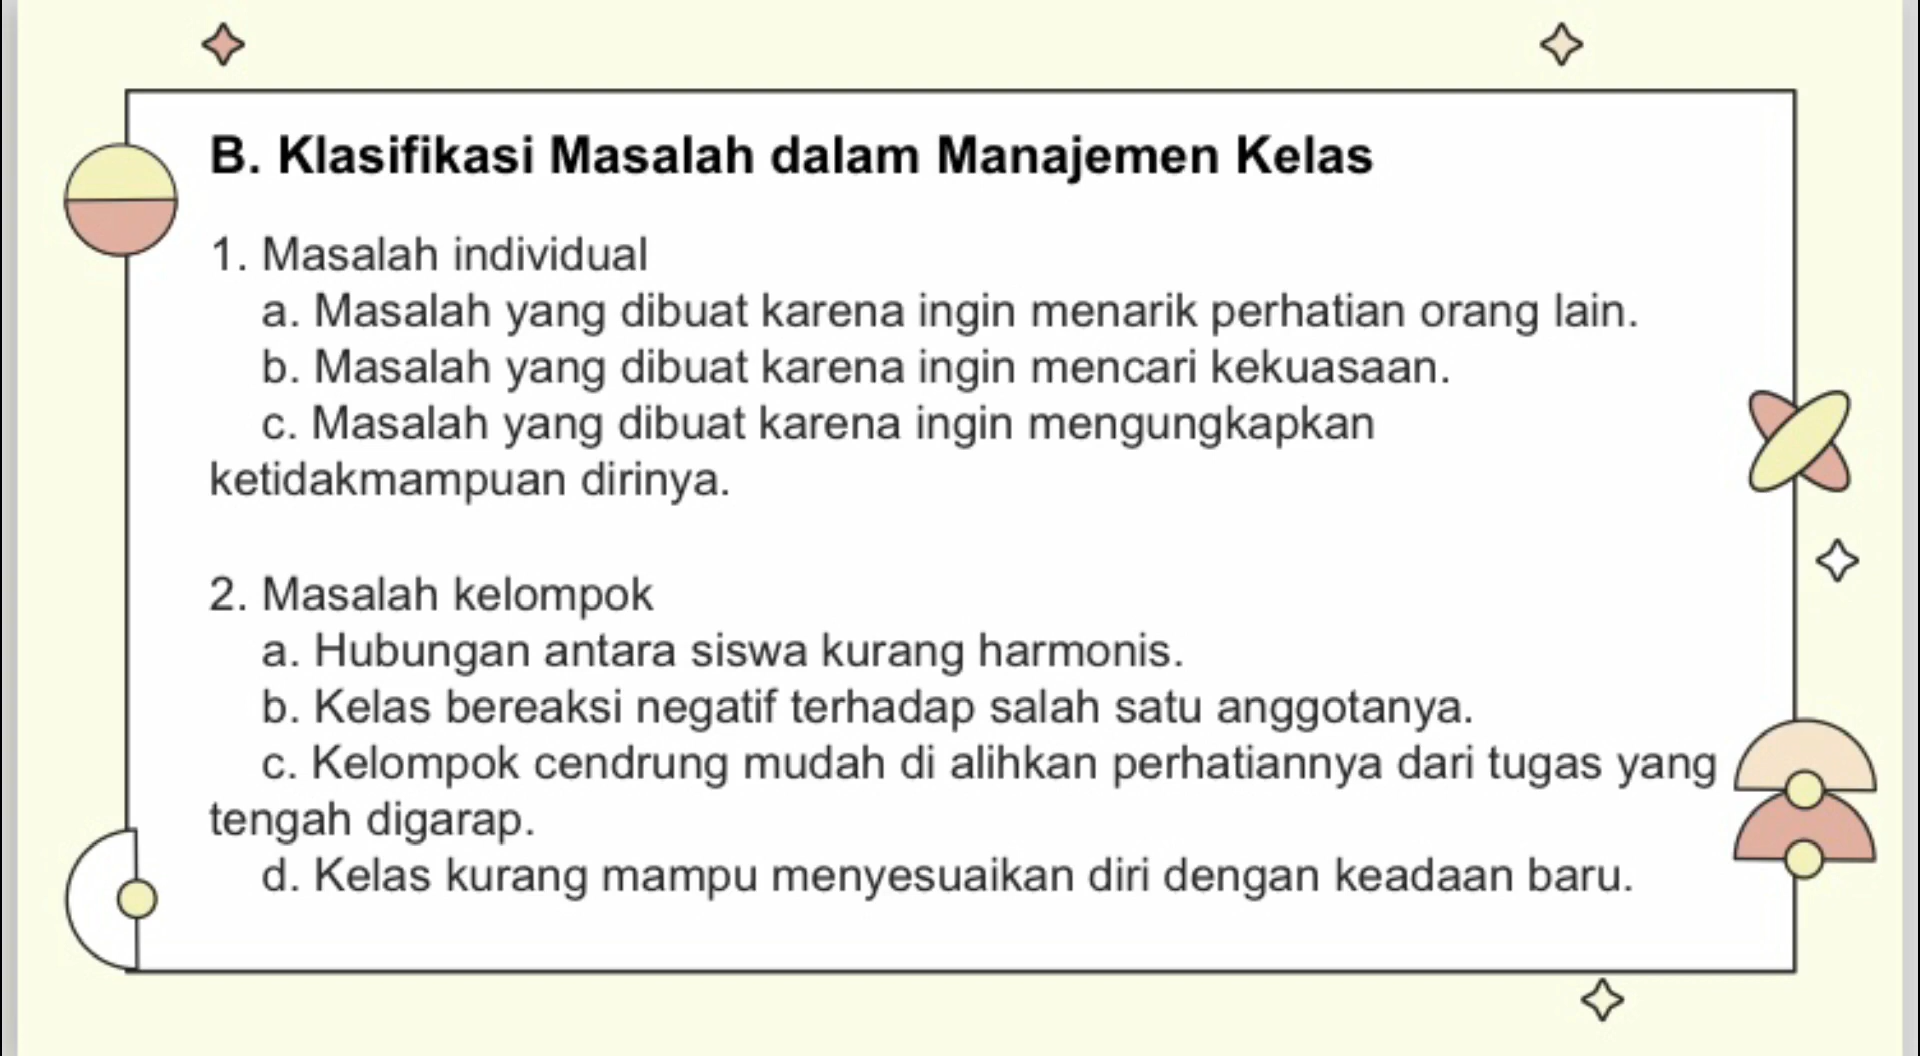 B. Klasifikasi Masalah dalam Manajemen Kelas
1. Masalah individual
a. Masalah yang dibuat karena ingin menarik perhatian orang lain.
b. Masalah yang dibuat karena ingin mencari kekuasaan.
c. Masalah yang dibuat karena ingin mengungkapkan
ketidakmampuan dirinya.
2. Masalah kelompok
a. Hubungan antara siswa kurang harmonis.
b. Kelas bereaksi negatif terhadap salah satu anggotanya.
c. Kelompok cendrung mudah di alihkan perhatiannya dari tugas yang
tengah digarap.
d. Kelas kurang mampu menyesuaikan diri dengan keadaan baru.